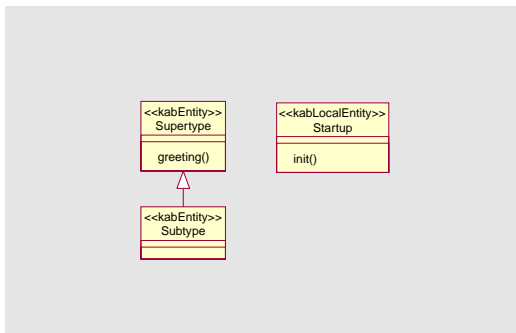 <<kabEntity>>
Supertype
greeting()
<<kabLocalEntity>>
Startup
init()
<<kabEntity>>
Subtype